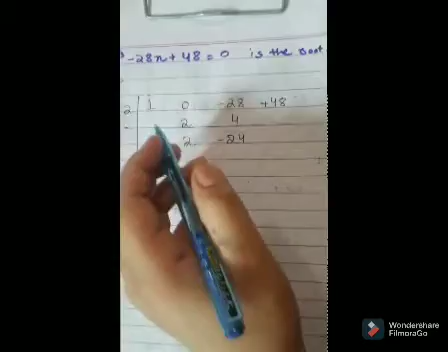 -28x+48=0 is the Root
2 | 1 0 -28 +48
2 4
2 -24
Wondershare
FilmoraGo